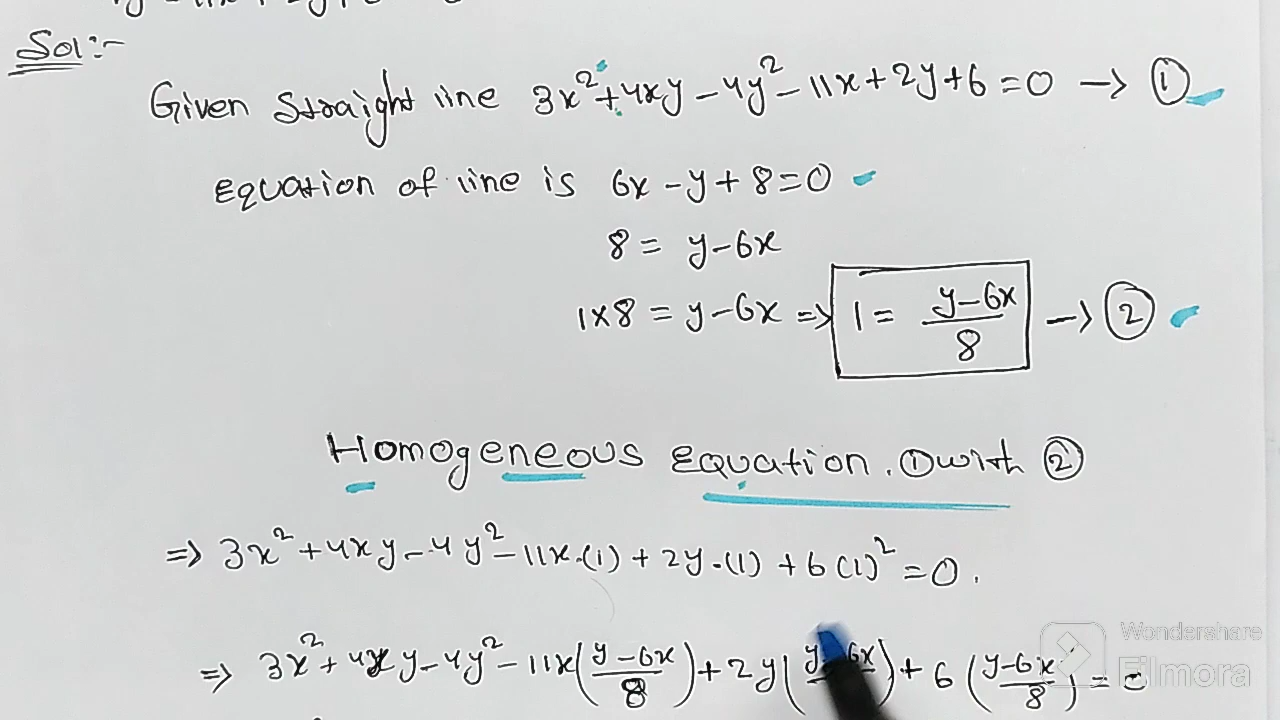 Sol:-
Given straight line 3x²+4xy-4y²-11x+2y+6=0 → ①
equation of line is 6x-y+8=0
8 = y-6x
1×8 = y-6x ⇒ 1 = (y-6x)/8 → ②
Homogeneous equation. ① with ②
⇒ 3x²+4xy-4y²-11x·(1)+2y·(1)+6(1)²=0.
⇒ 3x²+4xy-4y²-11x((y-6x)/8)+2y(y-6x)+6((y-6x)/8)=0
Wondershare
Filmora